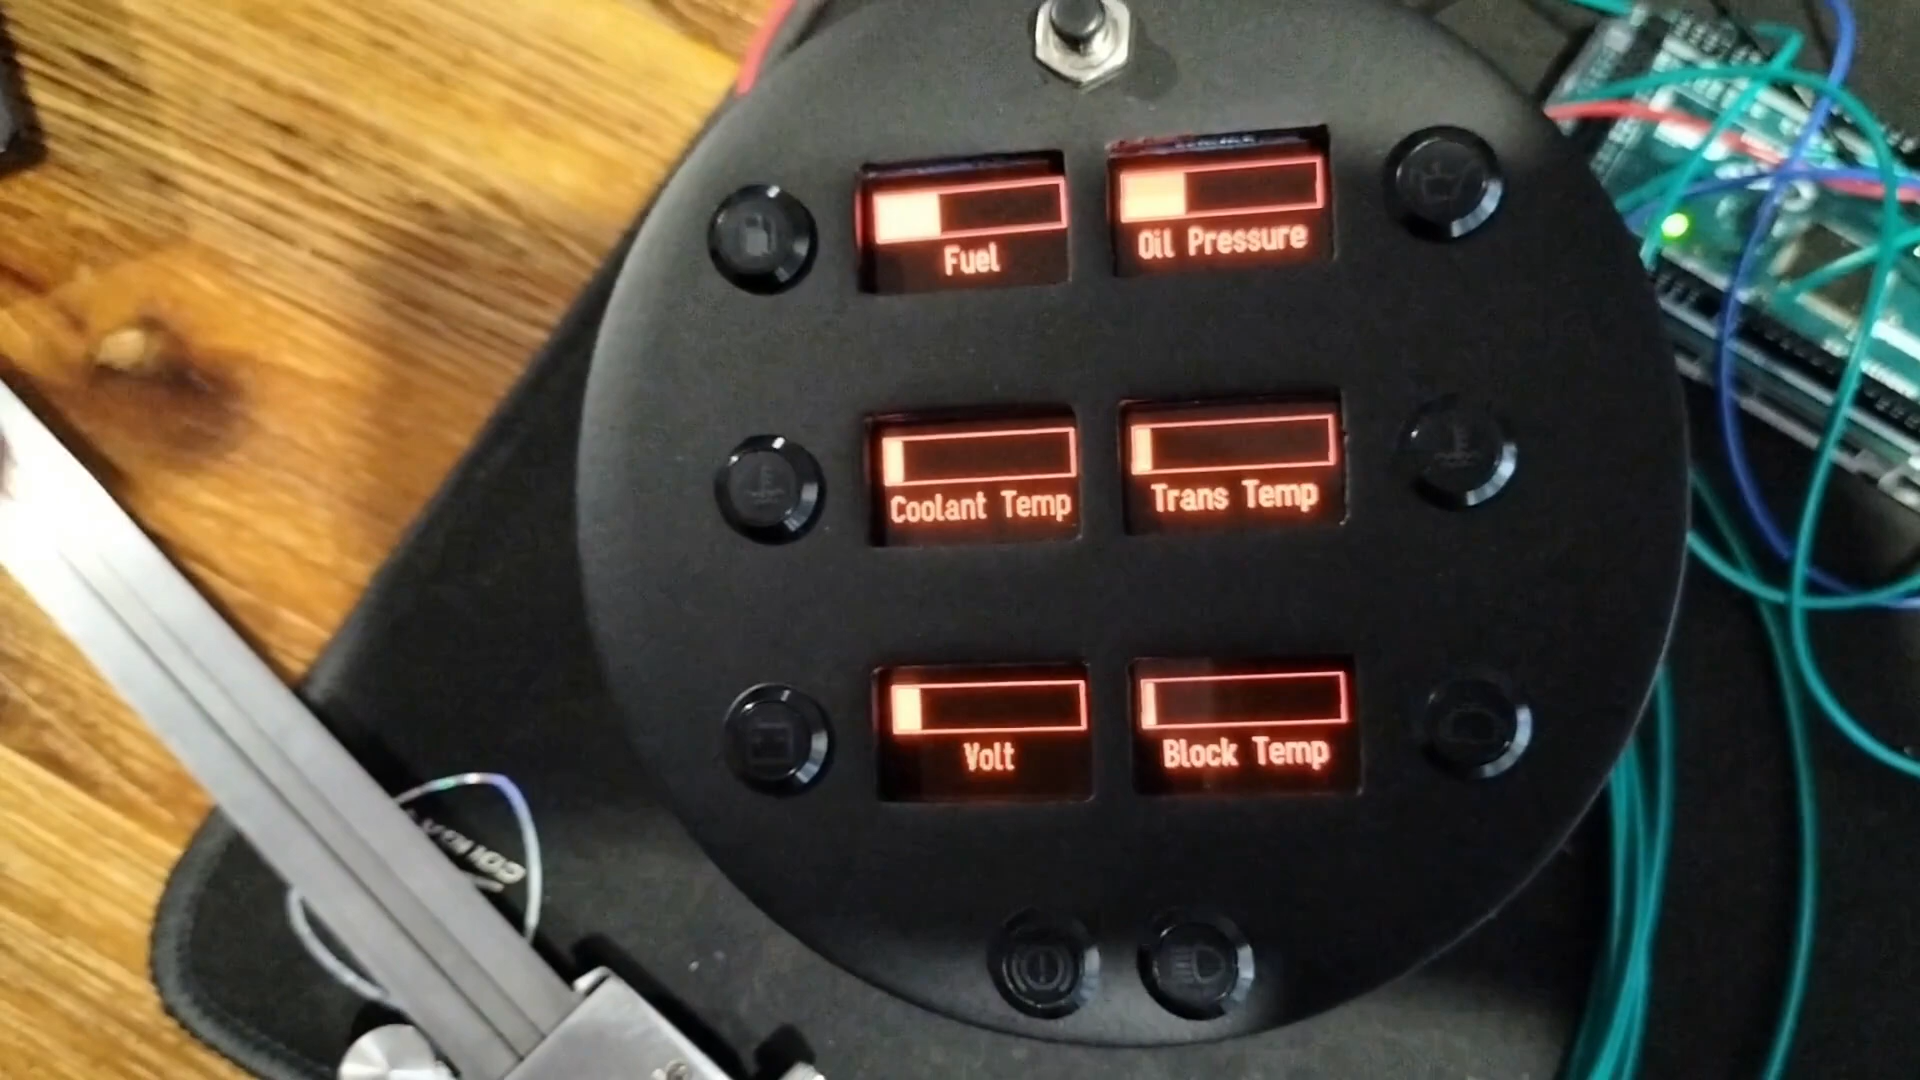 Fuel
Oil Pressure
Coolant Temp
Trans Temp
Volt
Block Temp